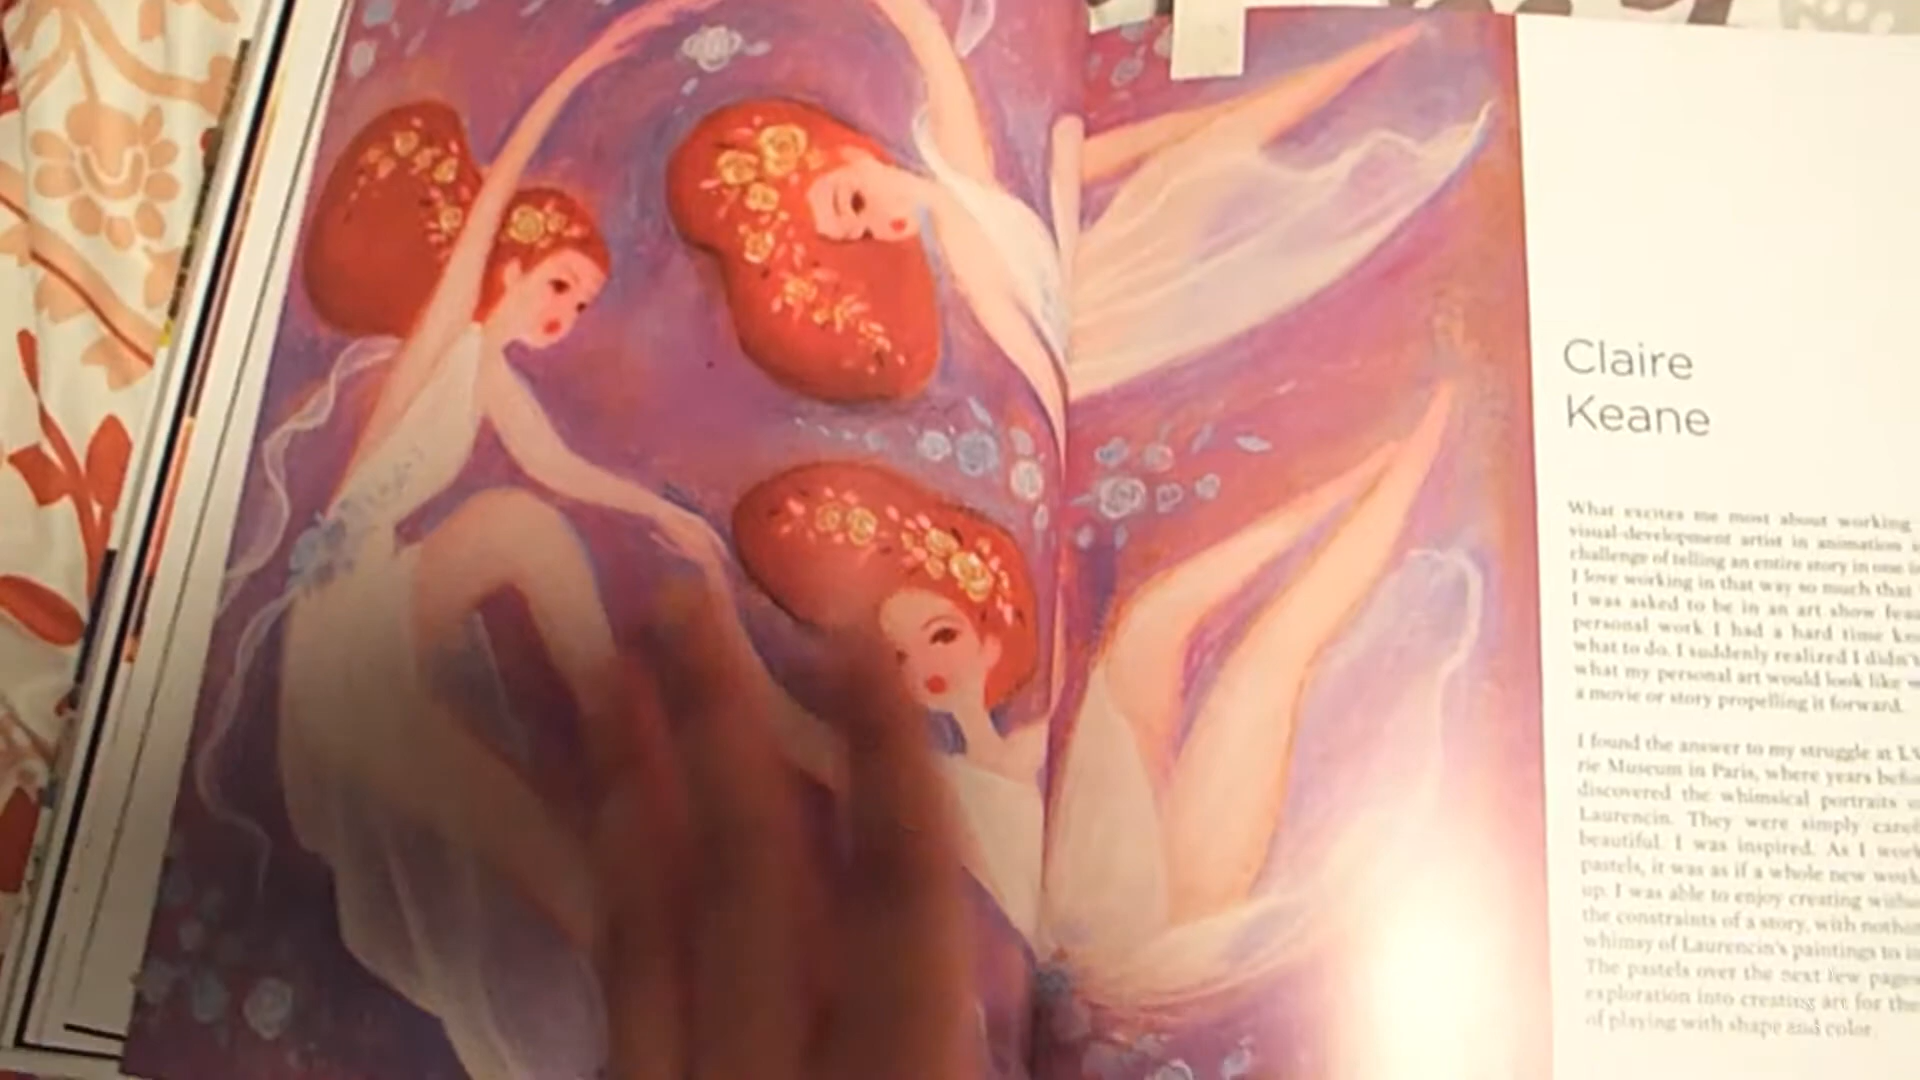 Claire
Keane
What excites me most about working
visual-development artist in animation
challenge of telling an entire story in one
I love working in that way so much that
I was asked to be in an art show
personal work I had a hard time
what to do. I suddenly realized I didn't
what my personal art would look like
a movie or story propelling it forward.
I found the answer to my struggle at
rie Museum in Paris, where years
discovered the whimsical portraits
Laurencin. They were simply
beautiful. I was inspired. As I
pastels, it was as if a whole new
up. I was able to enjoy creating
the constraints of a story, with
whimsy of Laurencin's paintings to
The pastels over the next few pages
exploration into creating art for the
of playing with shape and color.